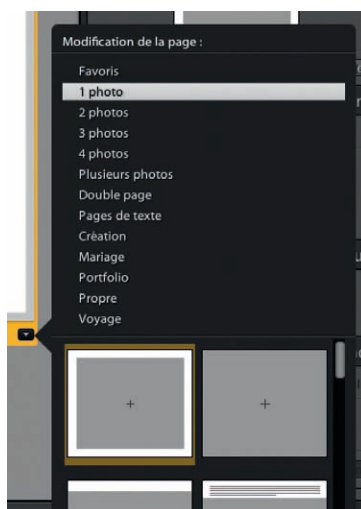 Modification de la page :
Favoris
1 photo
2 photos
3 photos
4 photos
Plusieurs photos
Double page
Pages de texte
Création
Mariage
Portfolio
Propre
Voyage